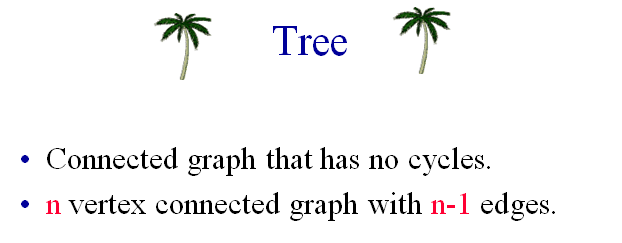 Tree
• Connected graph that has no cycles.
• n vertex connected graph with n-1 edges.